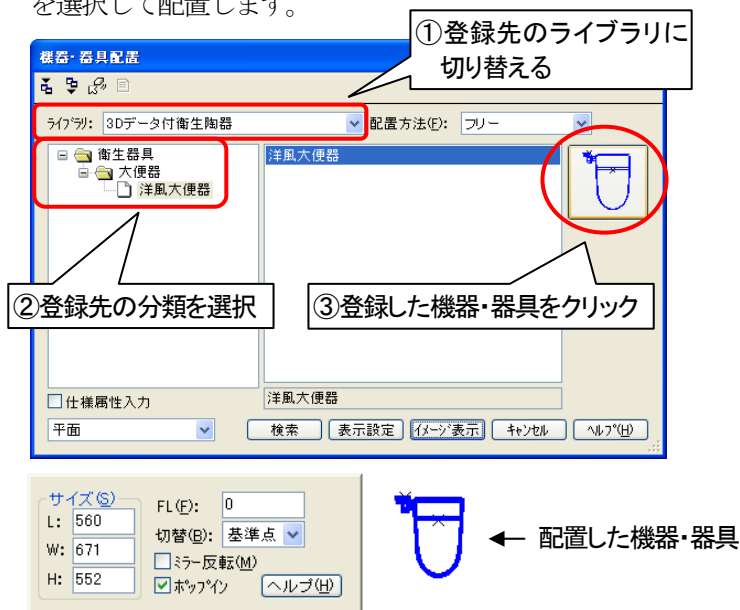 を選択して配置します。
①登録先のライブラリに
切り替える
機器・器具配置
ﾗｲﾌﾞﾗﾘ: 3Dデータ付衛生陶器 配置方法(F): フリー
衛生器具
大便器
洋風大便器
洋風大便器
②登録先の分類を選択
③登録した機器・器具をクリック
仕様属性入力
洋風大便器
平面 検索 表示設定 ｲﾒｰｼﾞ表示 ｷｬﾝｾﾙ ﾍﾙﾌﾟ(H)
サイズ(S)
L: 560
W: 671
H: 552
FL(F): 0
切替(B): 基準点
ﾐﾗｰ反転(M)
ﾎﾟｯﾌﾟｲﾝ ヘルプ(H)
← 配置した機器・器具